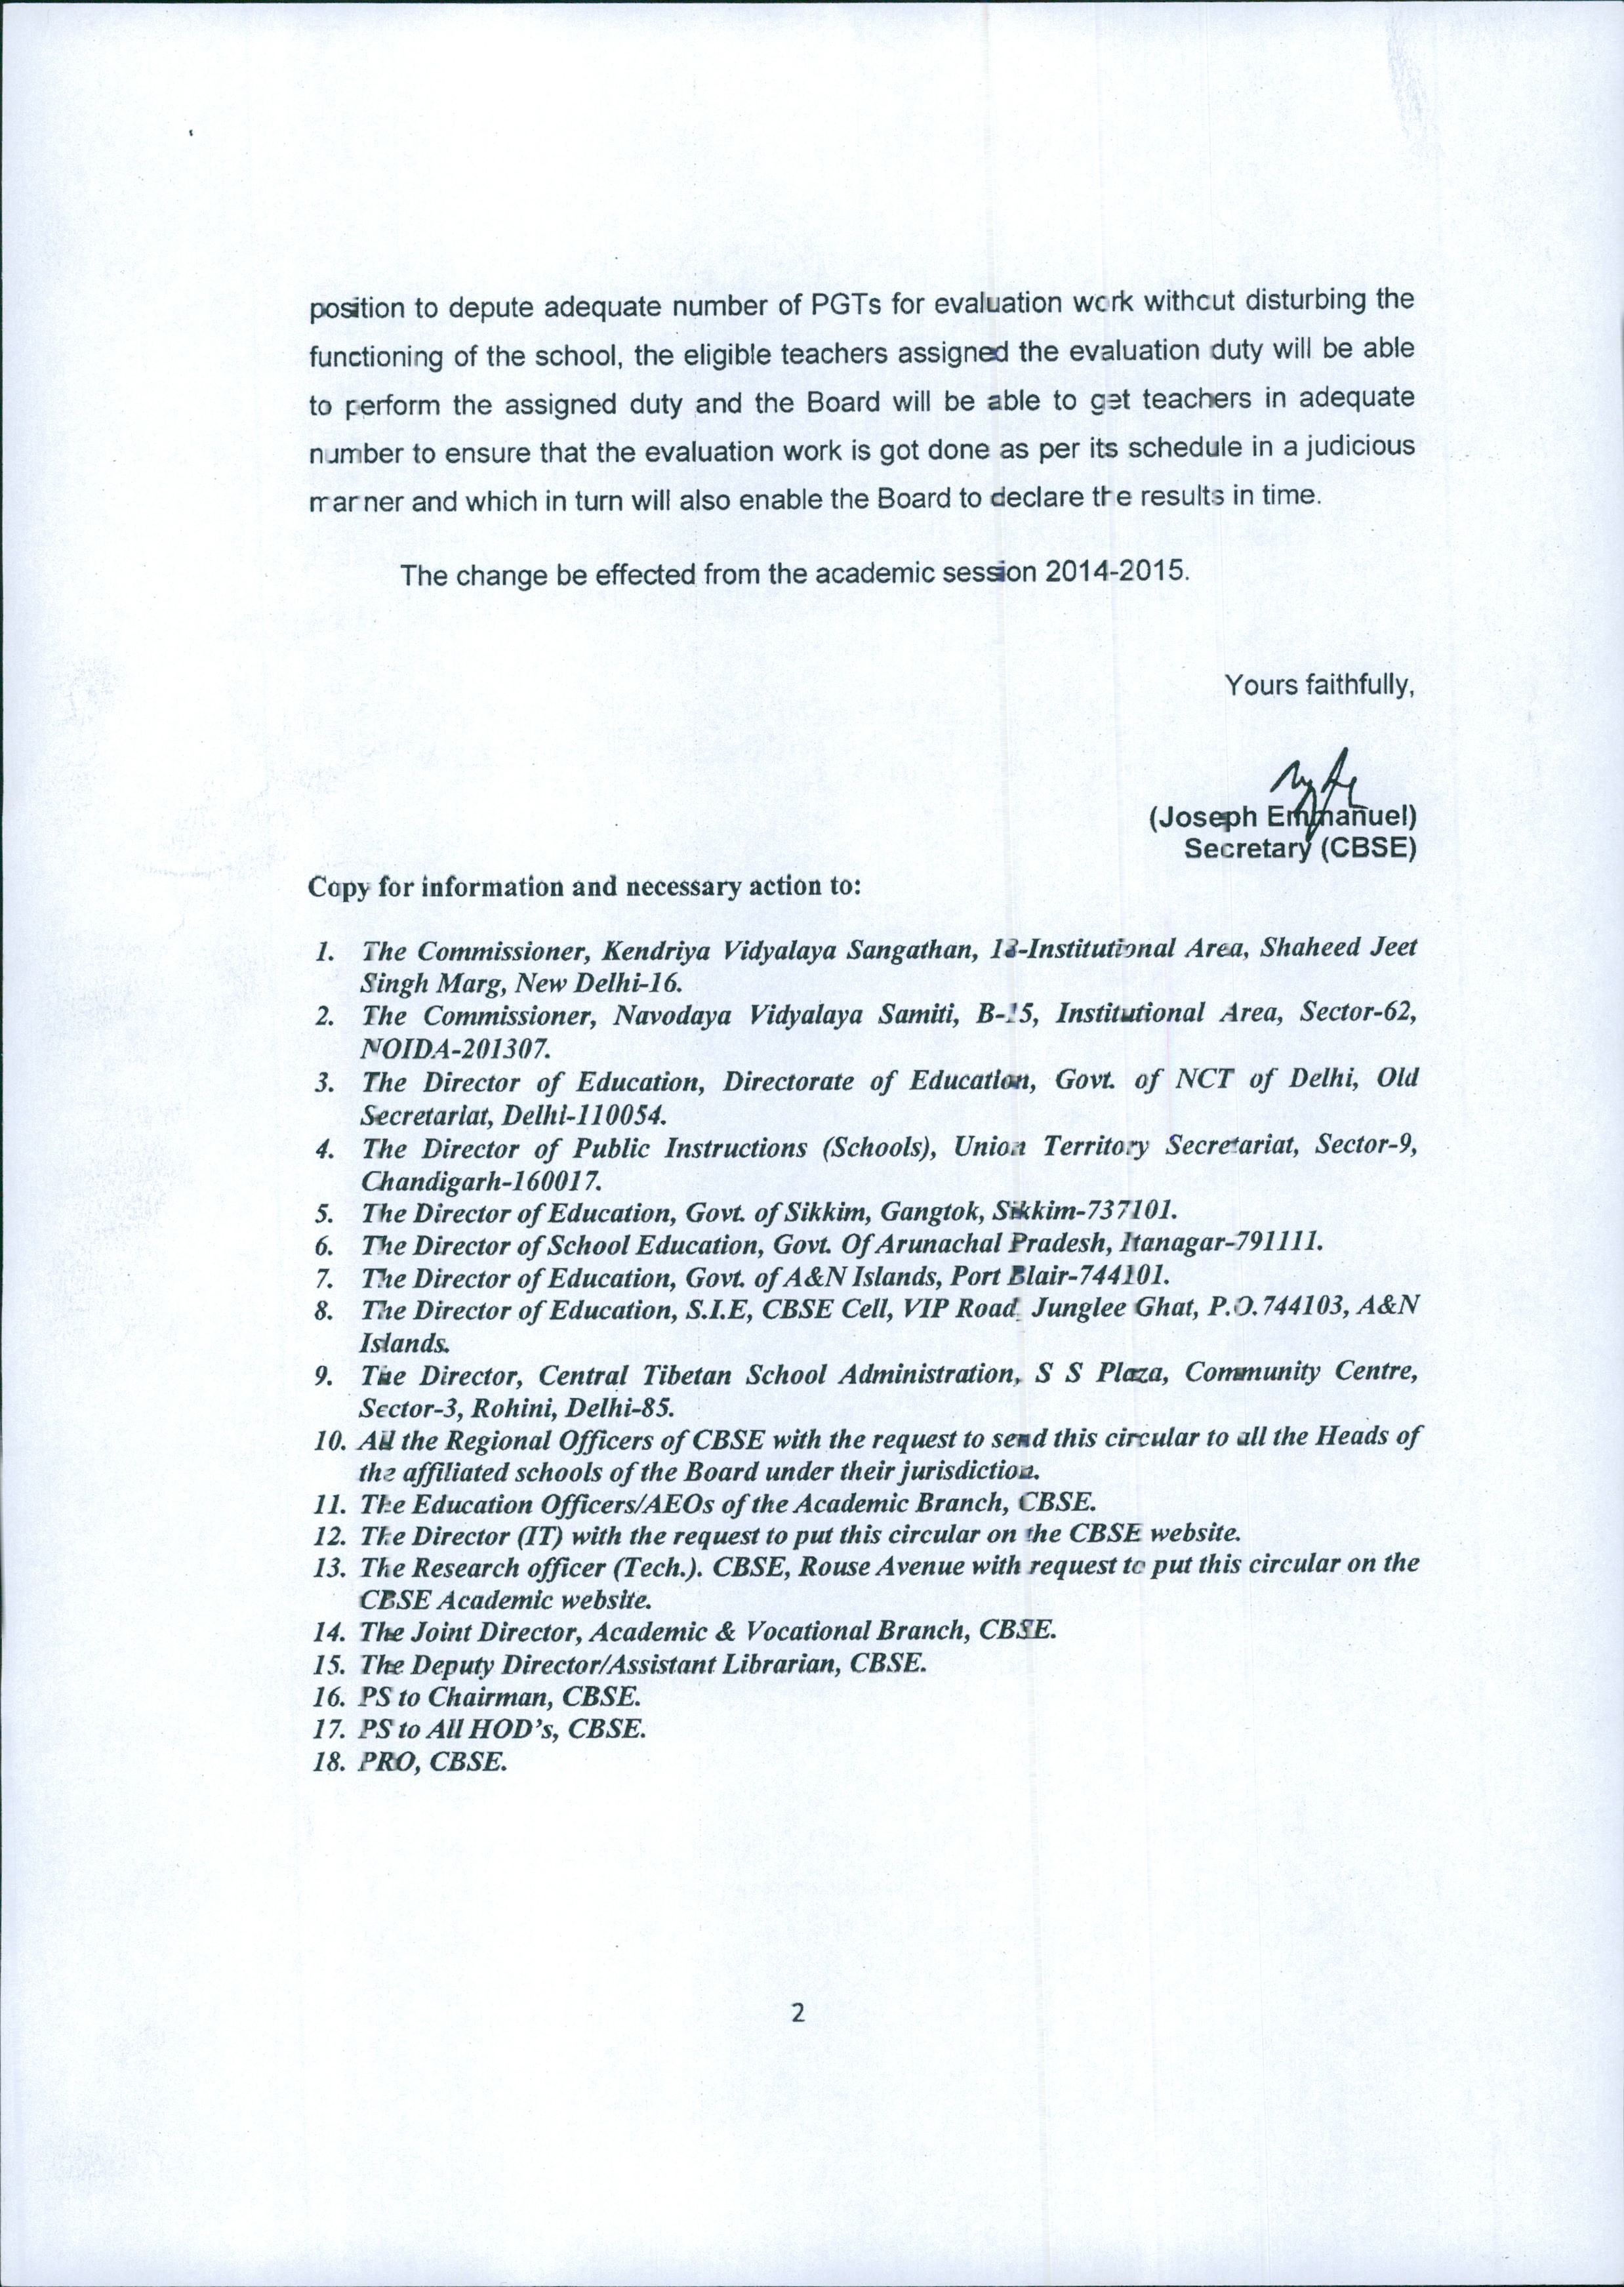 position to depute adequate number of PGTs for evaluation work without disturbing the
functioning of the school, the eligible teachers assigned the evaluation duty will be able
to perform the assigned duty and the Board will be able to get teachers in adequate
number to ensure that the evaluation work is got done as per its schedule in a judicious
manner and which in turn will also enable the Board to declare the results in time.
The change be effected from the academic session 2014-2015.
Yours faithfully,
(Joseph Emmanuel)
Secretary (CBSE)
Copy for information and necessary action to:
1. The Commissioner, Kendriya Vidyalaya Sangathan, 18-Institutional Area, Shaheed Jeet
Singh Marg, New Delhi-16.
2. The Commissioner, Navodaya Vidyalaya Samiti, B-15, Institutional Area, Sector-62,
NOIDA-201307.
3. The Director of Education, Directorate of Education, Govt. of NCT of Delhi, Old
Secretariat, Delhi-110054.
4. The Director of Public Instructions (Schools), Union Territory Secretariat, Sector-9,
Chandigarh-160017.
5. The Director of Education, Govt. of Sikkim, Gangtok, Sikkim-737101.
6. The Director of School Education, Govt. Of Arunachal Pradesh, Itanagar-791111.
7. The Director of Education, Govt. of A&N Islands, Port Blair-744101.
8. The Director of Education, S.I.E, CBSE Cell, VIP Road, Junglee Ghat, P.O. 744103, A&N
Islands.
9. The Director, Central Tibetan School Administration, S S Plaza, Community Centre,
Sector-3, Rohini, Delhi-85.
10. All the Regional Officers of CBSE with the request to send this circular to all the Heads of
the affiliated schools of the Board under their jurisdiction.
11. The Education Officers/AEOs of the Academic Branch, CBSE.
12. The Director (IT) with the request to put this circular on the CBSE website.
13. The Research officer (Tech.). CBSE, Rouse Avenue with request to put this circular on the
CBSE Academic website.
14. The Joint Director, Academic & Vocational Branch, CBSE.
15. The Deputy Director/Assistant Librarian, CBSE.
16. PS to Chairman, CBSE.
17. PS to All HOD's, CBSE.
18. PRO, CBSE.
2